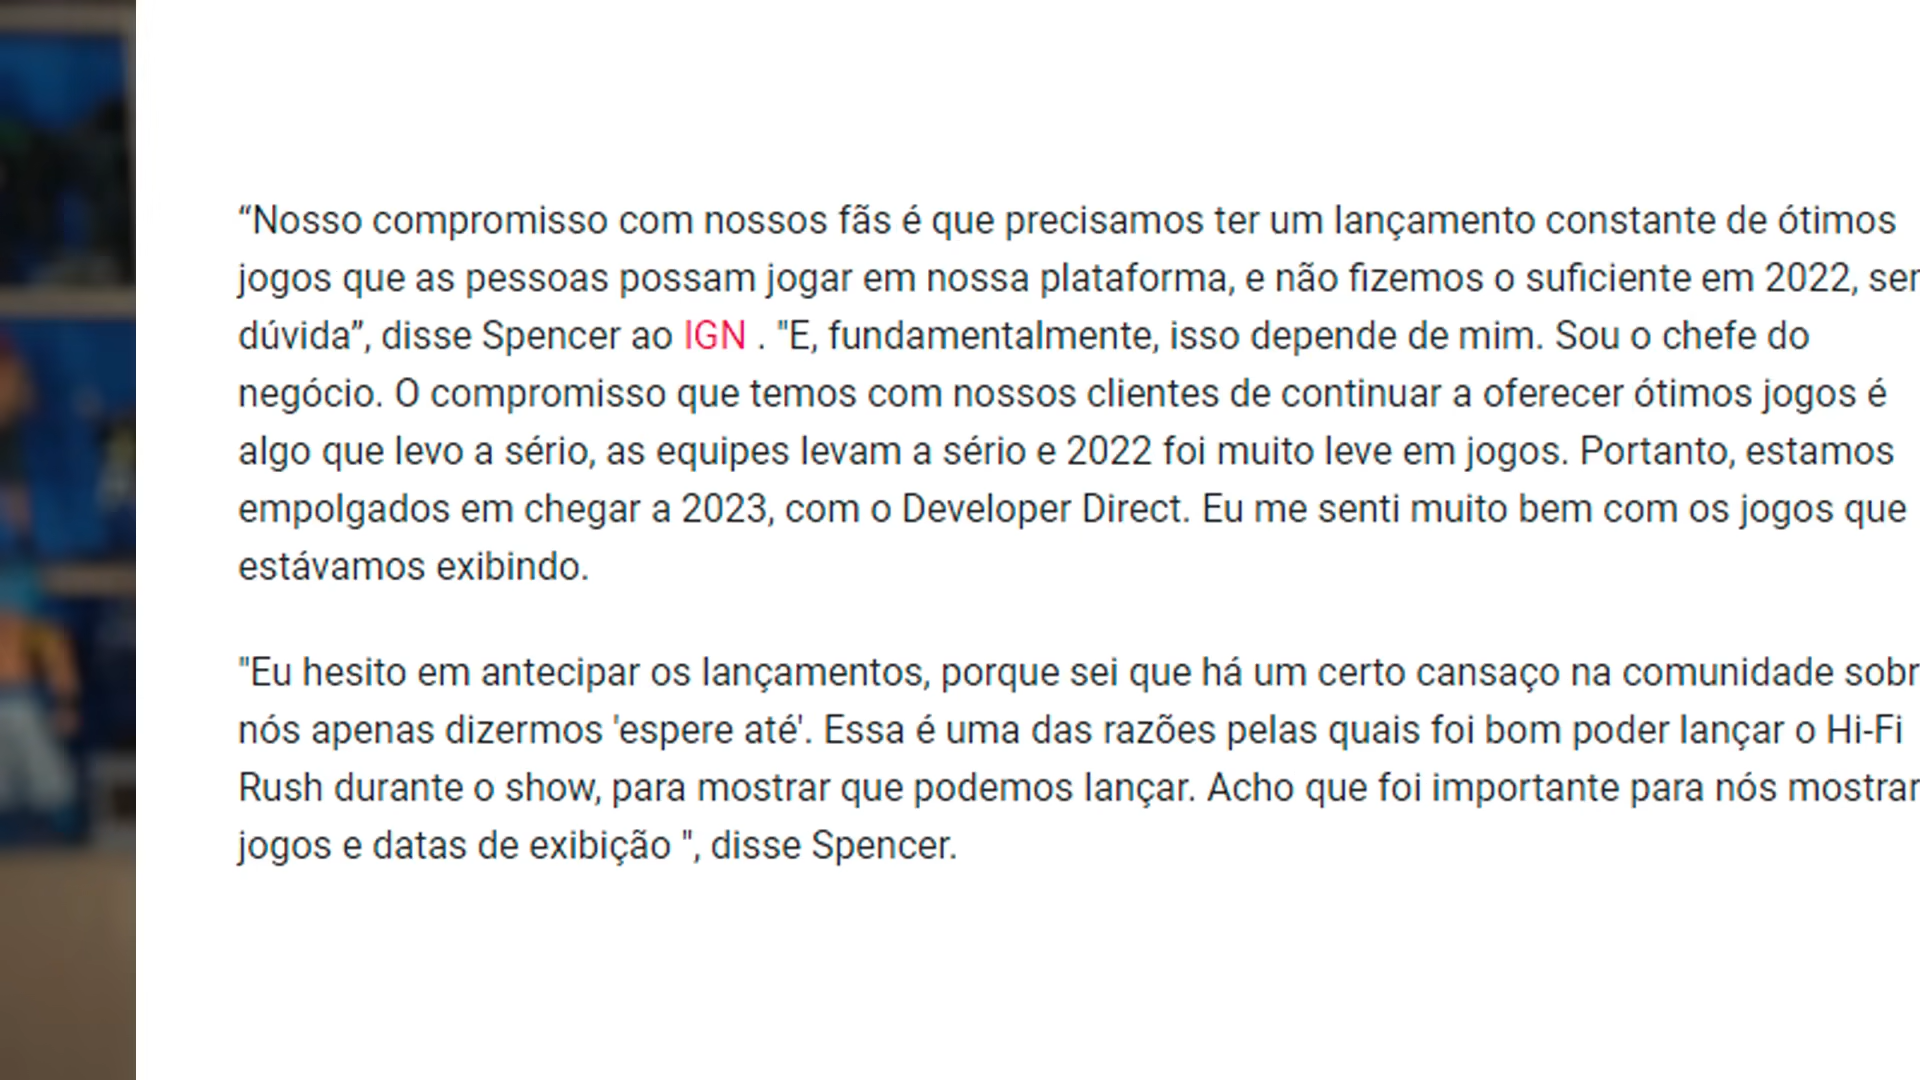 “Nosso compromisso com nossos fãs é que precisamos ter um lançamento constante de ótimos
jogos que as pessoas possam jogar em nossa plataforma, e não fizemos o suficiente em 2022,
dúvida”, disse Spencer ao IGN . "E, fundamentalmente, isso depende de mim. Sou o chefe do
negócio. O compromisso que temos com nossos clientes de continuar a oferecer ótimos jogos é
algo que levo a sério, as equipes levam a sério e 2022 foi muito leve em jogos. Portanto, estamos
empolgados em chegar a 2023, com o Developer Direct. Eu me senti muito bem com os jogos que
estávamos exibindo.
"Eu hesito em antecipar os lançamentos, porque sei que há um certo cansaço na comunidade
nós apenas dizermos 'espere até'. Essa é uma das razões pelas quais foi bom poder lançar o Hi-Fi
Rush durante o show, para mostrar que podemos lançar. Acho que foi importante para nós mostrar
jogos e datas de exibição ", disse Spencer.